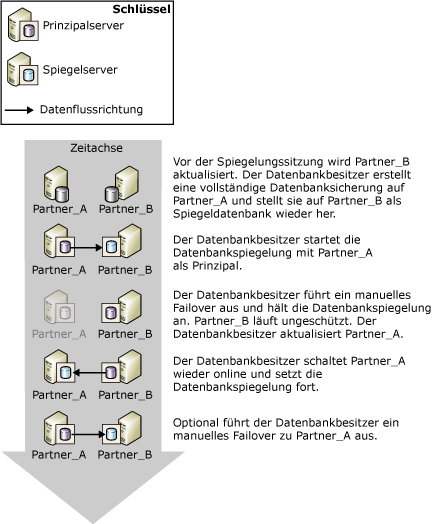 Schlüssel
Prinzipalserver
Spiegelserver
Datenflussrichtung
Zeitachse
Partner_A Partner_B
Vor der Spiegelungssitzung wird Partner_B
aktualisiert. Der Datenbankbesitzer erstellt
eine vollständige Datenbanksicherung auf
Partner_A und stellt sie auf Partner_B als
Spiegeldatenbank wieder her.
Partner_A Partner_B
Der Datenbankbesitzer startet die
Datenbankspiegelung mit Partner_A
als Prinzipal.
Partner_A Partner_B
Der Datenbankbesitzer führt ein manuelles
Failover aus und hält die Datenbankspiegelung
an. Partner_B läuft ungeschützt. Der
Datenbankbesitzer aktualisiert Partner_A.
Partner_A Partner_B
Der Datenbankbesitzer schaltet Partner_A
wieder online und setzt die
Datenbankspiegelung fort.
Partner_A Partner_B
Optional führt der Datenbankbesitzer ein
manuelles Failover zu Partner_A aus.